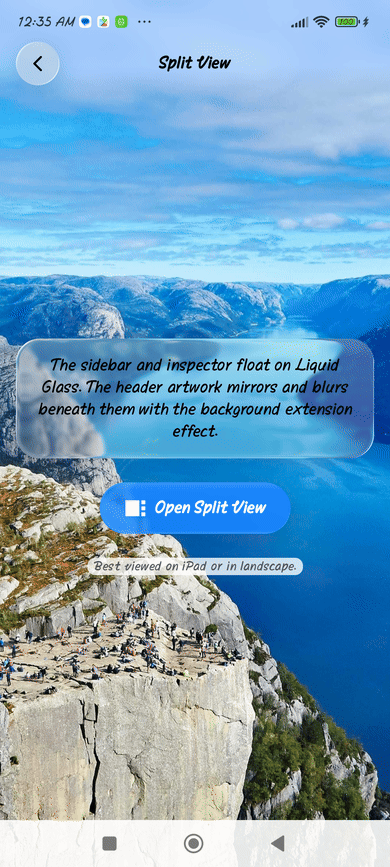 12:35 AM
100
Split View
The sidebar and inspector float on Liquid
Glass. The header artwork mirrors and blurs
beneath them with the background extension
effect.
Open Split View
Best viewed on iPad or in landscape.